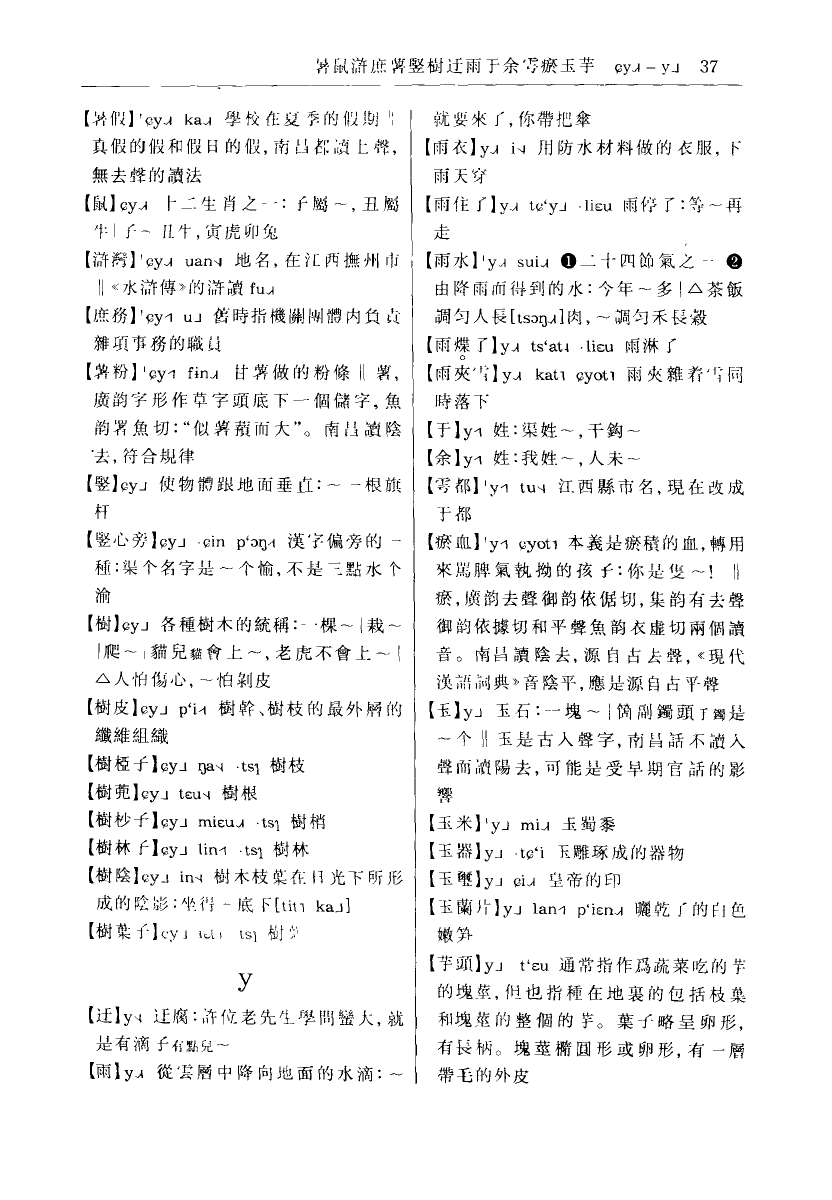 暑鼠滸庶薯豎樹迂雨于余雩瘀玉芋　ɕy˩˧ – y˩ 37
【暑假】'ɕy˩˧ ka˩˧ 學校在夏季的假期‖
真假的假和假日的假,南昌都讀上聲,
無去聲的讀法
【鼠】ɕy˩˧ 十二生肖之一：子屬～,丑屬
牛|子～丑牛,寅虎卯兔
【滸灣】'ɕy˩˧ uan˦˨ 地名,在江西撫州市
‖《水滸傳》的滸讀 fu˩˧
【庶務】'ɕy˧˥ u˩ 舊時指機關團體内負責
雜項事務的職員
【薯粉】'ɕy˧˥ fɨn˩˧ 甘薯做的粉條‖薯,
廣韵字形作草字頭底下一個儲字,魚
韵署魚切：“似薯蕷而大”。南昌讀陰
去,符合規律
【豎】ɕy˩ 使物體跟地面垂直：～一根旗
杆
【豎心旁】ɕy˩ ·ɕin pʻɔŋ˧˥ 漢字偏旁的一
種：渠个名字是～个愉,不是三點水个
渝
【樹】ɕy˩ 各種樹木的統稱：一棵～|栽～
|爬～|貓兒貓會上～,老虎不會上～|
△人怕傷心,～怕剝皮
【樹皮】ɕy˩ pʻi˧˥ 樹幹、樹枝的最外層的
纖維組織
【樹椏子】ɕy˩ ŋa˦˨ ·tsɿ 樹枝
【樹蔸】ɕy˩ tɛu˦˨ 樹根
【樹杪子】ɕy˩ miɛu˩˧ ·tsɿ 樹梢
【樹林子】ɕy˩ lin˧˥ ·tsɿ 樹林
【樹陰】ɕy˩ in˦˨ 樹木枝葉在日光下所形
成的陰影：坐得～底下[tit˥ ka˩]
【樹葉子】ɕy˩ iɛt˩ ·tsɿ 樹葉
y
【迂】y˦˨ 迂腐：許位老先生學問蠻大,就
是有滴子有點兒～
【雨】y˩˧ 從雲層中降向地面的水滴：～
就要來了,你帶把傘
【雨衣】y˩˧ i˦˨ 用防水材料做的衣服,下
雨天穿
【雨住了】y˩˧ tɕʻy˩ ·liɛu 雨停了：等～再
走
【雨水】'y˩˧ sui˩˧ ❶二十四節氣之一 ❷
由降雨而得到的水：今年～多|△茶飯
調匀人長[tsɔŋ˩˧]肉,～調匀禾長穀
【雨㷸了】y˩˧ tsʻat˨ ·liɛu 雨淋了
【雨夾雪】y˩˧ kat˥ ɕyot˥ 雨夾雜着雪同
時落下
【于】y˧˥ 姓：渠姓～,干鈎～
【余】y˧˥ 姓：我姓～,人未～
【雩都】'y˧˥ tu˦˨ 江西縣市名,現在改成
于都
【瘀血】'y˧˥ ɕyot˥ 本義是瘀積的血,轉用
來駡脾氣執拗的孩子：你是隻～！‖
瘀,廣韵去聲御韵依倨切,集韵有去聲
御韵依據切和平聲魚韵衣虚切兩個讀
音。南昌讀陰去,源自古去聲,《現代
漢語詞典》音陰平,應是源自古平聲
【玉】y˩ 玉石：一塊～|箇副鐲頭子鐲是
～个‖玉是古入聲字,南昌話不讀入
聲而讀陽去,可能是受早期官話的影
響
【玉米】'y˩ mi˩˧ 玉蜀黍
【玉器】y˩ ·tɕʻi 玉雕琢成的器物
【玉璽】y˩ ɕi˩˧ 皇帝的印
【玉蘭片】y˩ lan˧˥ pʻiɛn˩˧ 曬乾了的白色
嫩笋
【芋頭】y˩ tʻɛu 通常指作爲蔬菜吃的芋
的塊莖,但也指種在地裏的包括枝葉
和塊莖的整個的芋。葉子略呈卵形,
有長柄。塊莖橢圓形或卵形,有一層
帶毛的外皮